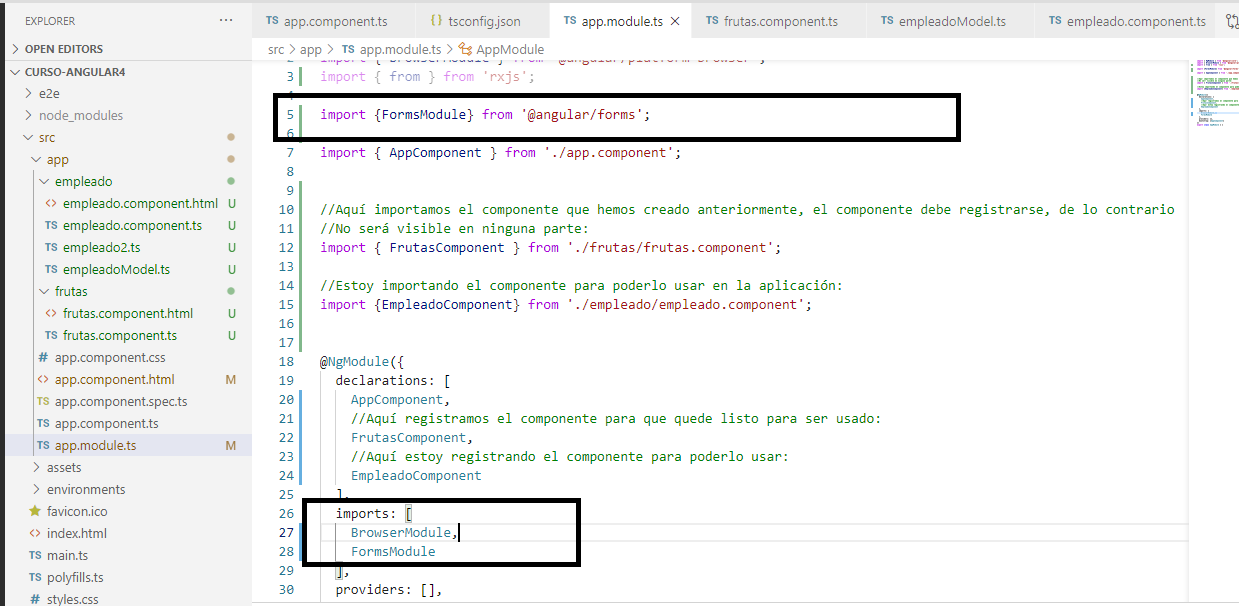 EXPLORER ...
OPEN EDITORS
CURSO-ANGULAR4
e2e
node_modules
src
app
empleado
empleado.component.html U
empleado.component.ts U
empleado2.ts U
empleadoModel.ts U
frutas
frutas.component.html U
frutas.component.ts U
app.component.css
app.component.html M
app.component.spec.ts
app.component.ts
app.module.ts M
assets
environments
favicon.ico
index.html
main.ts
polyfills.ts
styles.css
TS app.component.ts {} tsconfig.json TS app.module.ts × TS frutas.component.ts TS empleadoModel.ts TS empleado.component.ts
src > app > TS app.module.ts > AppModule
2 import { BrowserModule } from '@angular/platform-browser';
3 import { from } from 'rxjs';
5 import {FormsModule} from '@angular/forms';
6
7 import { AppComponent } from './app.component';
8
9
10 //Aquí importamos el componente que hemos creado anteriormente, el componente debe registrarse, de lo contrario
11 //No será visible en ninguna parte:
12 import { FrutasComponent } from './frutas/frutas.component';
13
14 //Estoy importando el componente para poderlo usar en la aplicación:
15 import {EmpleadoComponent} from './empleado/empleado.component';
16
17
18 @NgModule({
19 declarations: [
20 AppComponent,
21 //Aquí registramos el componente para que quede listo para ser usado:
22 FrutasComponent,
23 //Aquí estoy registrando el componente para poderlo usar:
24 EmpleadoComponent
25 ],
26 imports: [
27 BrowserModule,
28 FormsModule
29 ],
30 providers: [],